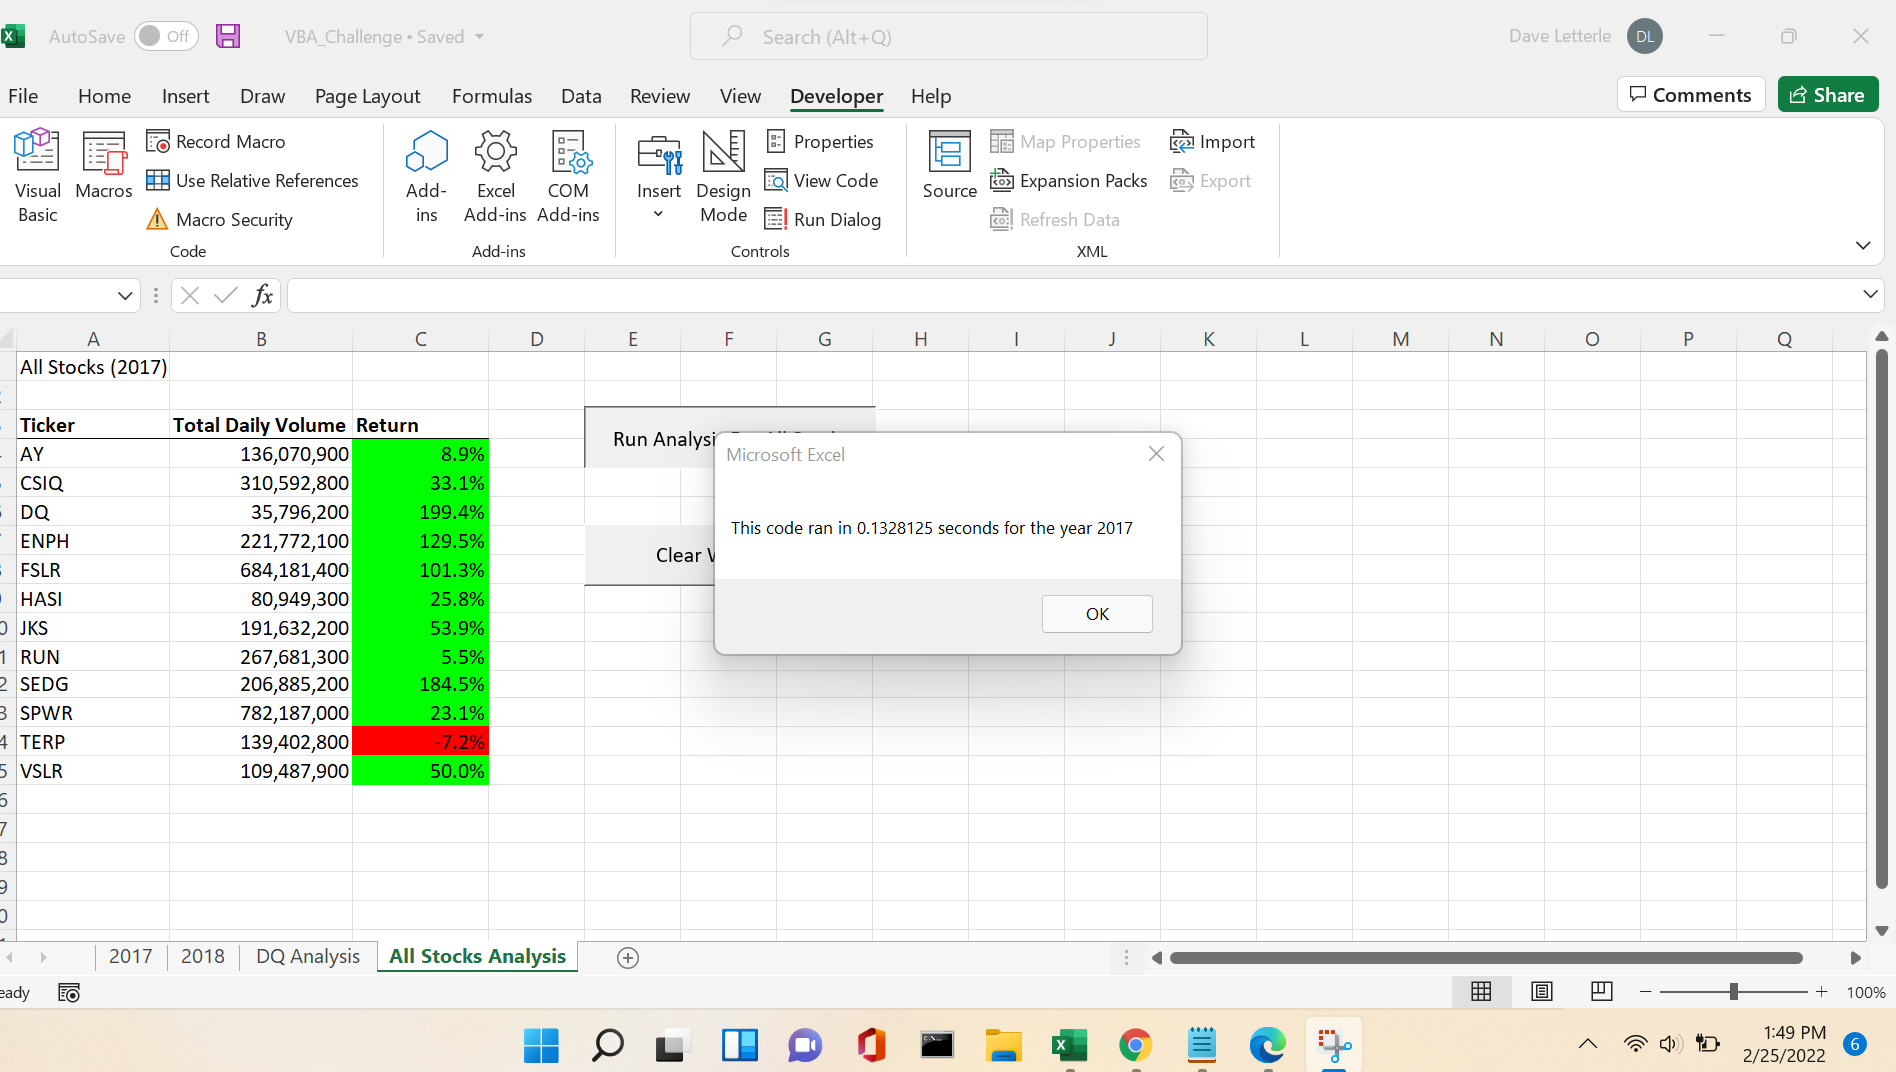 AutoSave Off VBA_Challenge • Saved Search (Alt+Q) Dave Letterle DL
File Home Insert Draw Page Layout Formulas Data Review View Developer Help Comments Share
Visual Basic
Macros
Record Macro
Use Relative References
Macro Security
Code
Add-ins
Excel Add-ins
COM Add-ins
Add-ins
Insert
Design Mode
Properties
View Code
Run Dialog
Controls
Source
Map Properties
Expansion Packs
Refresh Data
Import
Export
XML
fx
A B C D E F G H I J K L M N O P Q
All Stocks (2017)
Ticker Total Daily Volume Return
AY 136,070,900 8.9%
CSIQ 310,592,800 33.1%
DQ 35,796,200 199.4%
ENPH 221,772,100 129.5%
FSLR 684,181,400 101.3%
HASI 80,949,300 25.8%
JKS 191,632,200 53.9%
RUN 267,681,300 5.5%
SEDG 206,885,200 184.5%
SPWR 782,187,000 23.1%
TERP 139,402,800 -7.2%
VSLR 109,487,900 50.0%
Run Analysi
Clear
Microsoft Excel
This code ran in 0.1328125 seconds for the year 2017
OK
2017 2018 DQ Analysis All Stocks Analysis
eady 100%
1:49 PM
2/25/2022 6